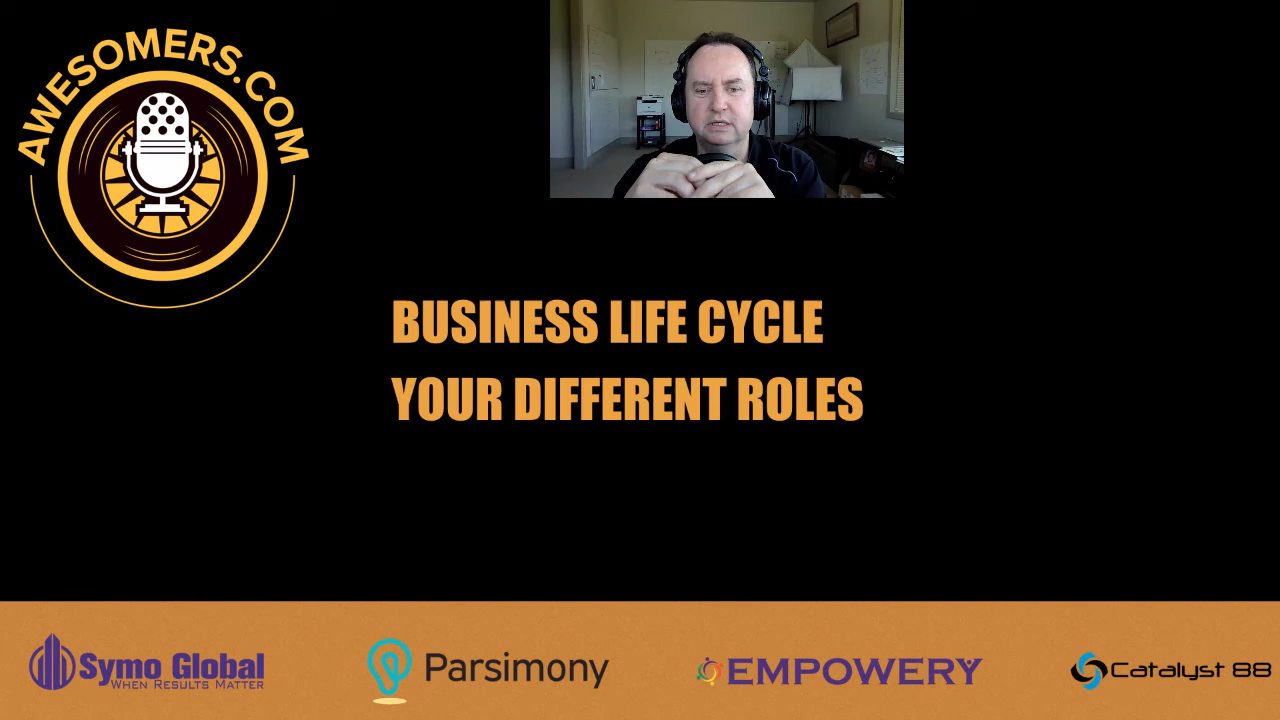 AWESOMERS.COM
BUSINESS LIFE CYCLE
YOUR DIFFERENT ROLES
Symo Global
WHEN RESULTS MATTER
Parsimony
EMPOWERY
Catalyst 88